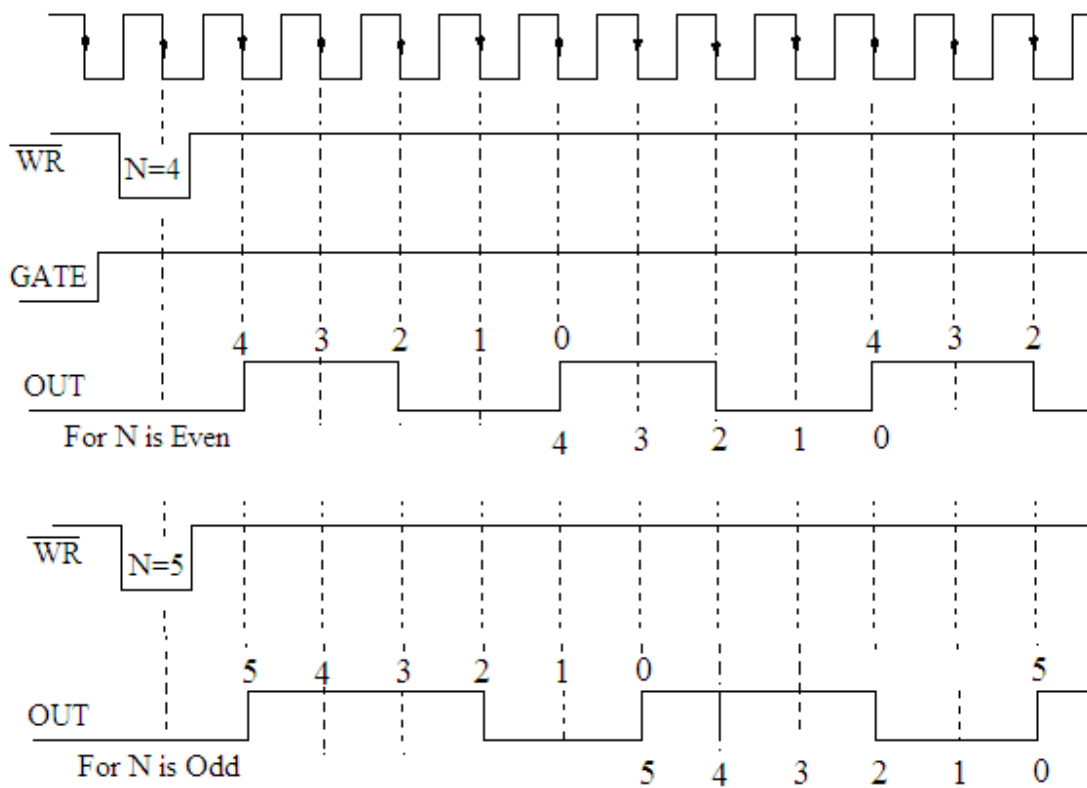 WR
N=4
GATE
4 3 2 1 0 4 3 2
OUT
For N is Even
4 3 2 1 0
WR
N=5
5 4 3 2 1 0 5
OUT
For N is Odd
5 4 3 2 1 0